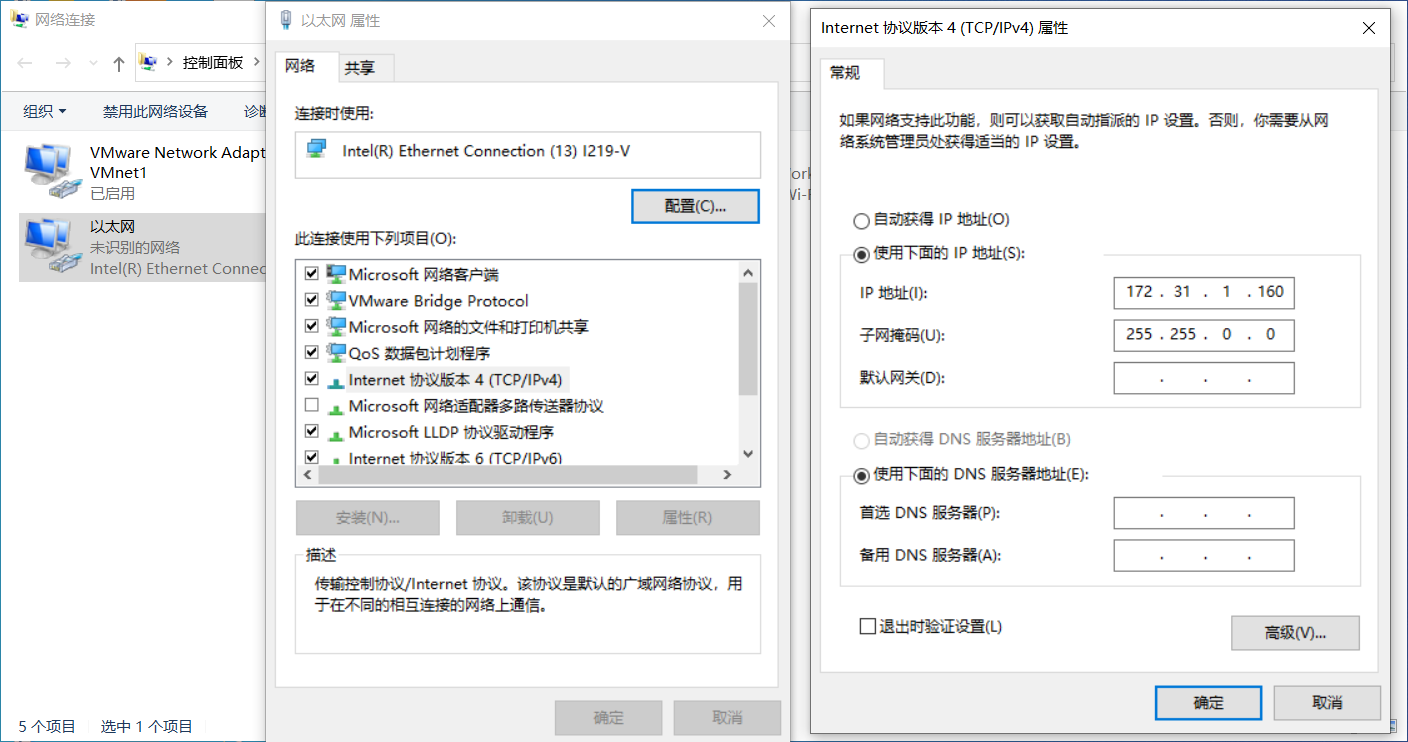 网络连接
控制面板
组织
禁用此网络设备
诊断
VMware Network Adapt
VMnet1
已启用
以太网
未识别的网络
Intel(R) Ethernet Connec
5 个项目
选中 1 个项目
以太网 属性
网络
共享
连接时使用:
Intel(R) Ethernet Connection (13) I219-V
配置(C)...
此连接使用下列项目(O):
Microsoft 网络客户端
VMware Bridge Protocol
Microsoft 网络的文件和打印机共享
QoS 数据包计划程序
Internet 协议版本 4 (TCP/IPv4)
Microsoft 网络适配器多路传送器协议
Microsoft LLDP 协议驱动程序
Internet 协议版本 6 (TCP/IPv6)
安装(N)...
卸载(U)
属性(R)
描述
传输控制协议/Internet 协议。该协议是默认的广域网络协议，用
于在不同的相互连接的网络上通信。
确定
取消
Internet 协议版本 4 (TCP/IPv4) 属性
常规
如果网络支持此功能，则可以获取自动指派的 IP 设置。否则，你需要从网
络系统管理员处获得适当的 IP 设置。
自动获得 IP 地址(O)
使用下面的 IP 地址(S):
IP 地址(I):
172 . 31 . 1 . 160
子网掩码(U):
255 . 255 . 0 . 0
默认网关(D):
自动获得 DNS 服务器地址(B)
使用下面的 DNS 服务器地址(E):
首选 DNS 服务器(P):
备用 DNS 服务器(A):
退出时验证设置(L)
高级(V)...
确定
取消